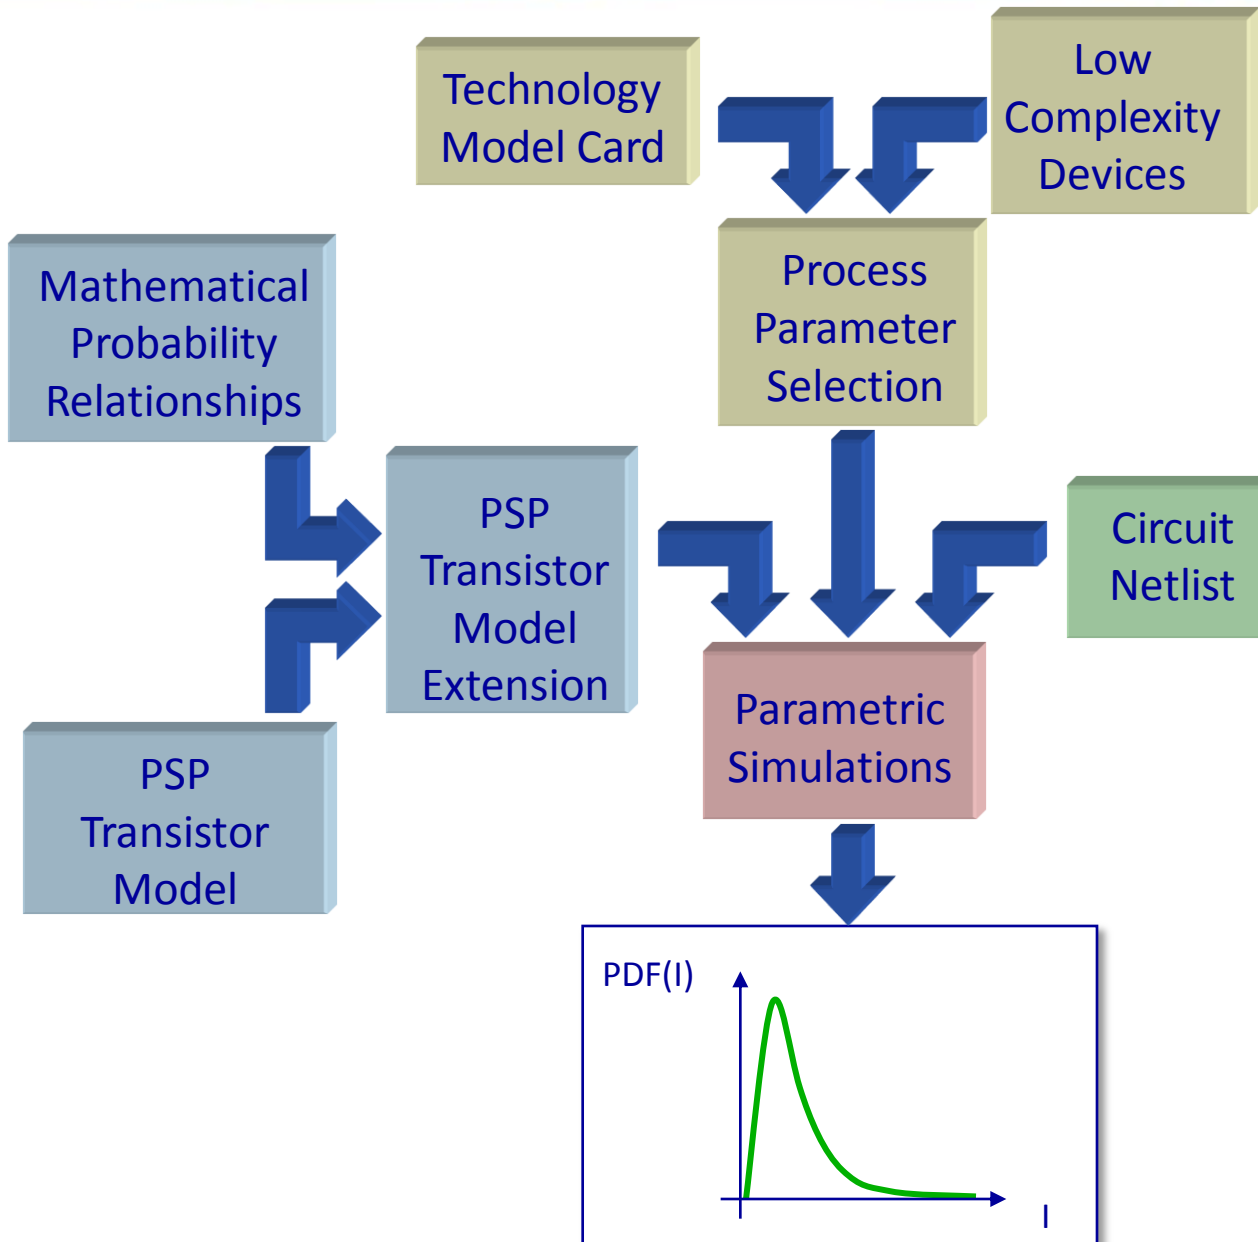 Technology
Model Card
Low
Complexity
Devices
Process
Parameter
Selection
Mathematical
Probability
Relationships
PSP
Transistor
Model
Extension
Circuit
Netlist
PSP
Transistor
Model
Parametric
Simulations
PDF(I)
I